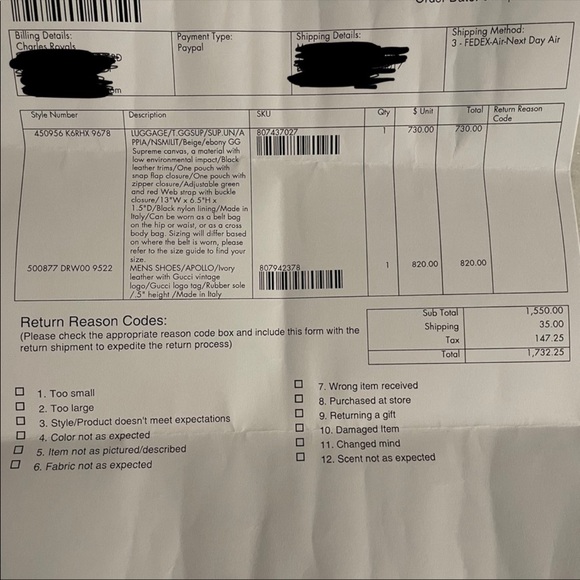 Billing Details:
Charles Royals
Payment Type:
Paypal
Shipping Details:
Shipping Method:
3 - FEDEX-Air-Next Day Air
Style Number Description SKU Qty $ Unit Total Return Reason Code
450956 K6RHX 9678 LUGGAGE/T.GGSUP/SUP.UN/A 807437027 1 730.00 730.00
PPIA/NSMILIT/Beige/ebony GG
Supreme canvas, a material with
low environmental impact/Black
leather trims/One pouch with
snap flap closure/One pouch with
zipper closure/Adjustable green
and red Web strap with buckle
closure/13"W x 6.5"H x
1.5"D/Black nylon lining/Made in
Italy/Can be worn as a belt bag
on the hip or waist, or as a cross
body bag. Sizing will differ based
on where the belt is worn, please
refer to the size guide to find your
size.
500877 DRW00 9522 MENS SHOES/APOLLO/Ivory 807942378 1 820.00 820.00
leather with Gucci vintage
logo/Gucci logo tag/Rubber sole
/.5" height /Made in Italy
Sub Total 1,550.00
Shipping 35.00
Tax 147.25
Total 1,732.25
Return Reason Codes:
(Please check the appropriate reason code box and include this form with the
return shipment to expedite the return process)
1. Too small
2. Too large
3. Style/Product doesn't meet expectations
4. Color not as expected
5. Item not as pictured/described
6. Fabric not as expected
7. Wrong item received
8. Purchased at store
9. Returning a gift
10. Damaged Item
11. Changed mind
12. Scent not as expected